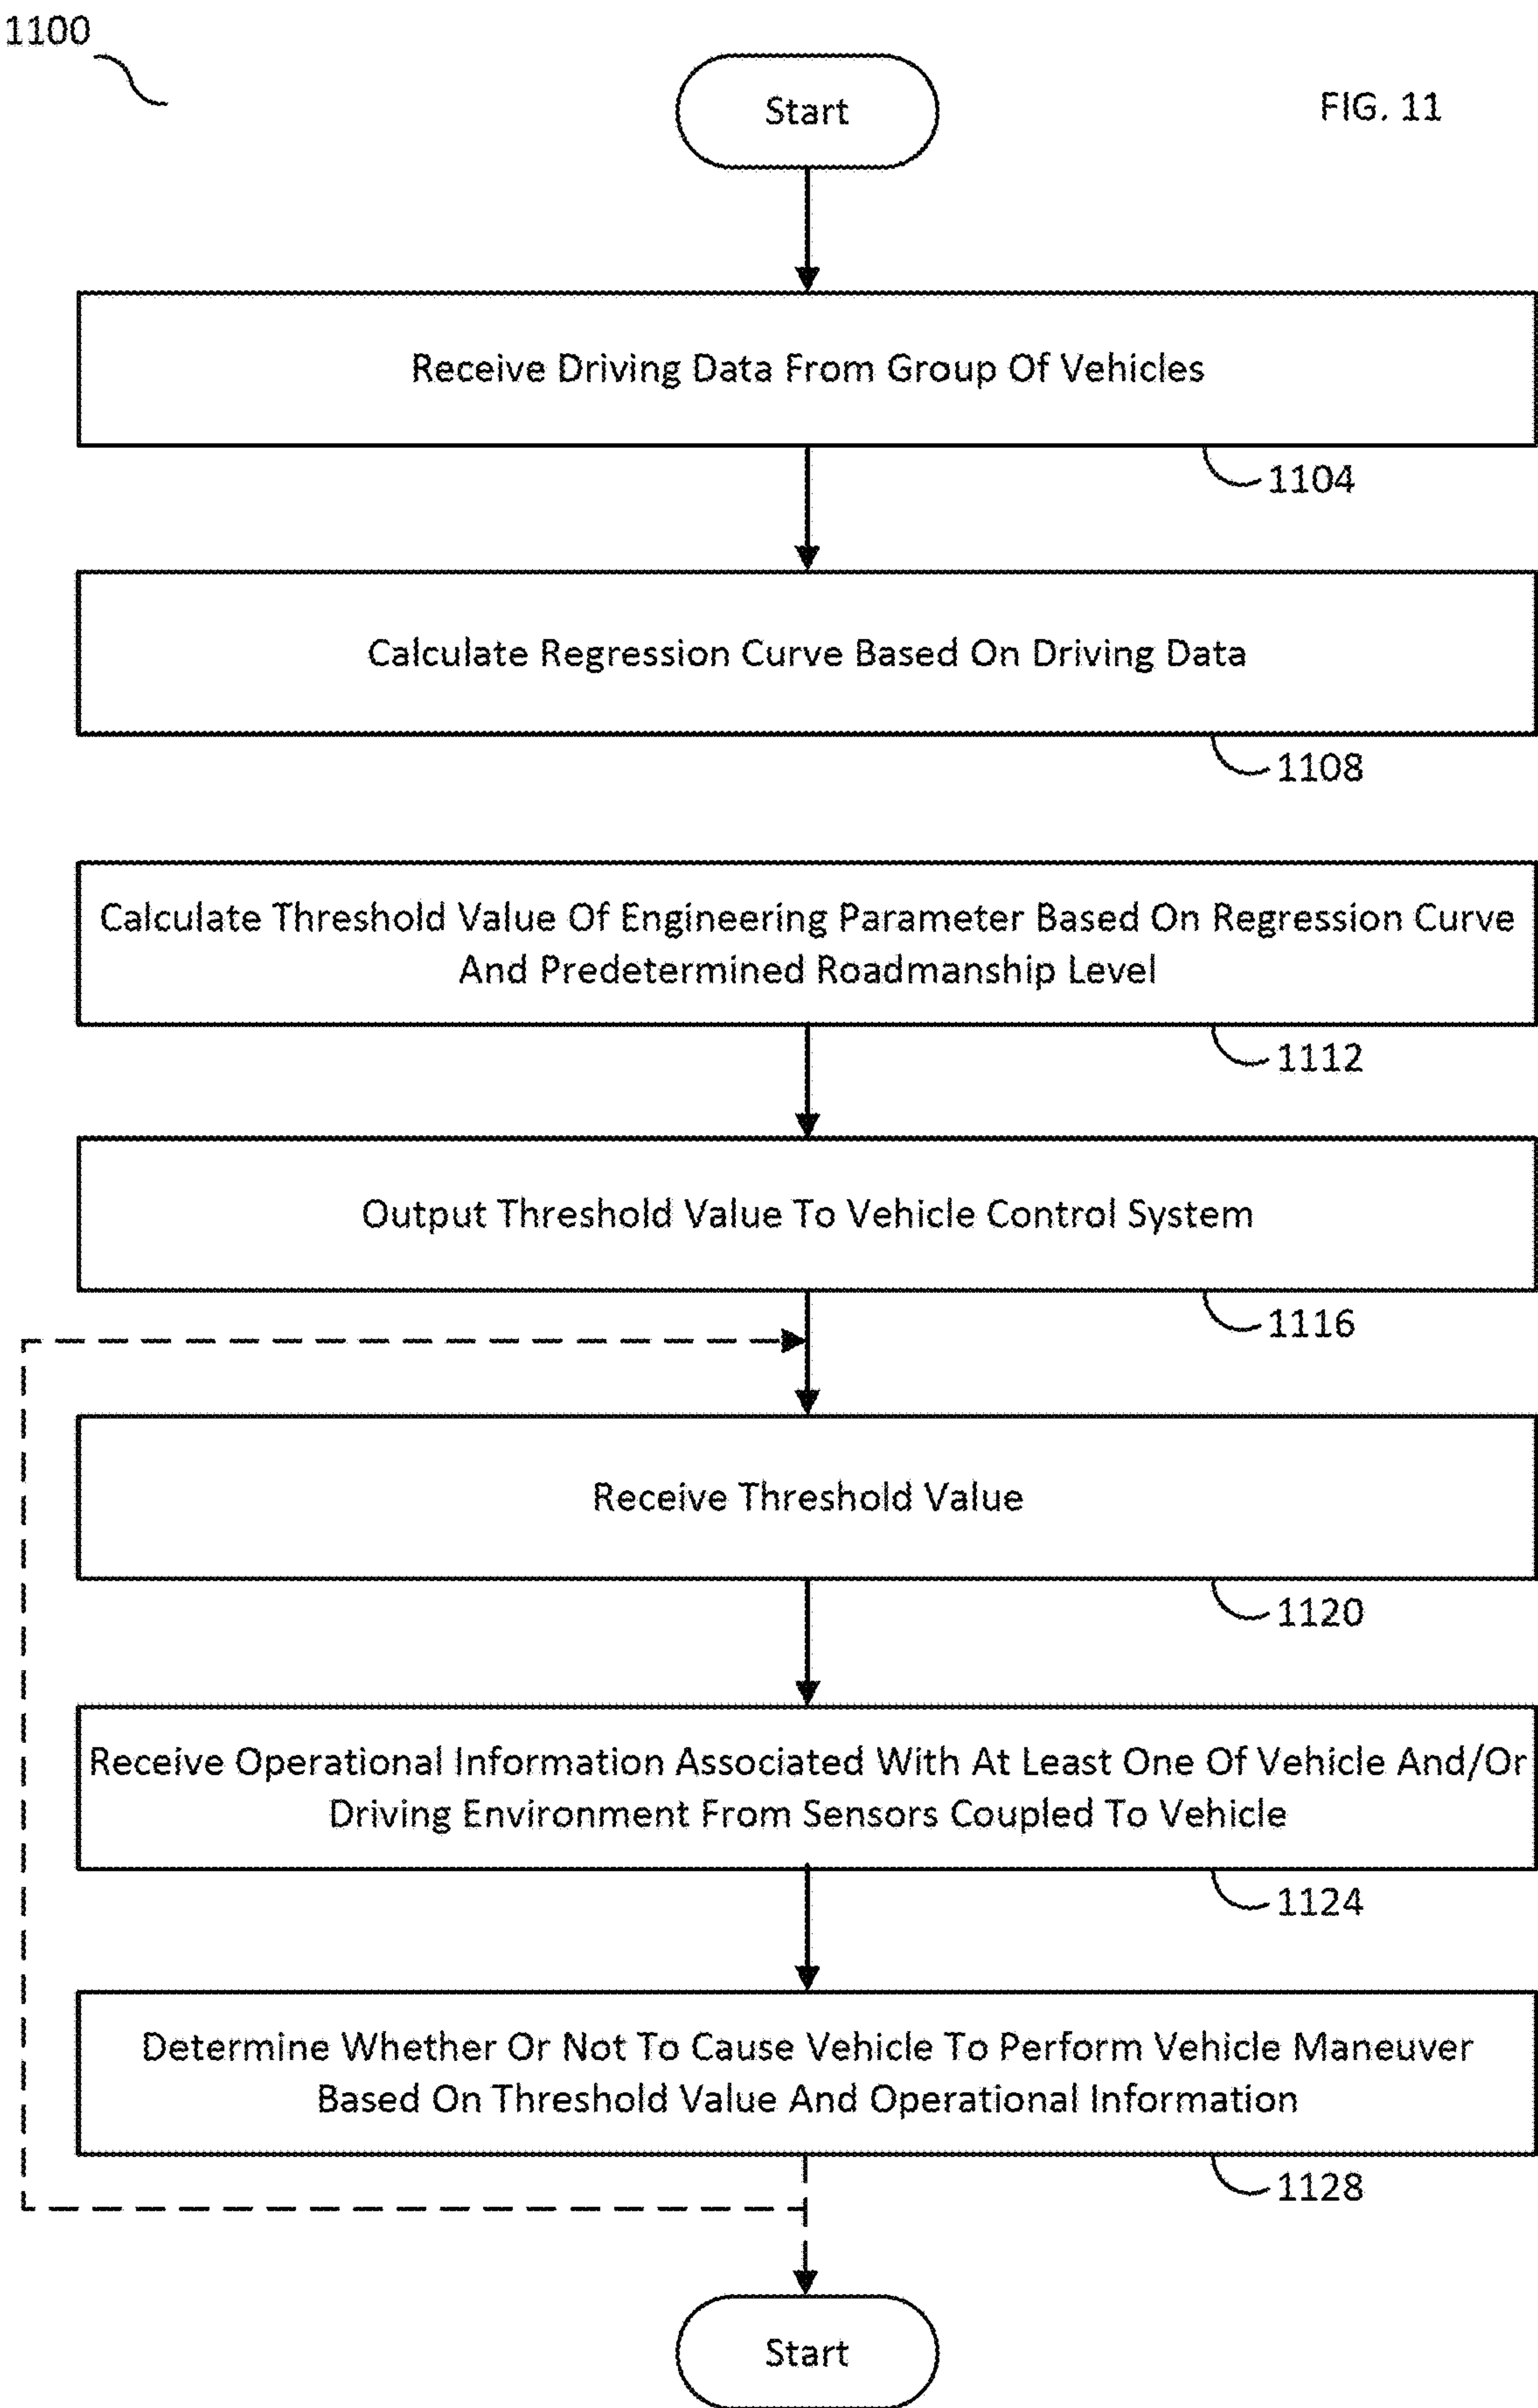 1100
Start
FIG. 11
Receive Driving Data From Group Of Vehicles
1104
Calculate Regression Curve Based On Driving Data
1108
Calculate Threshold Value Of Engineering Parameter Based On Regression Curve
And Predetermined Roadmanship Level
1112
Output Threshold Value To Vehicle Control System
1116
Receive Threshold Value
1120
Receive Operational Information Associated With At Least One Of Vehicle And/Or
Driving Environment From Sensors Coupled To Vehicle
1124
Determine Whether Or Not To Cause Vehicle To Perform Vehicle Maneuver
Based On Threshold Value And Operational Information
1128
Start